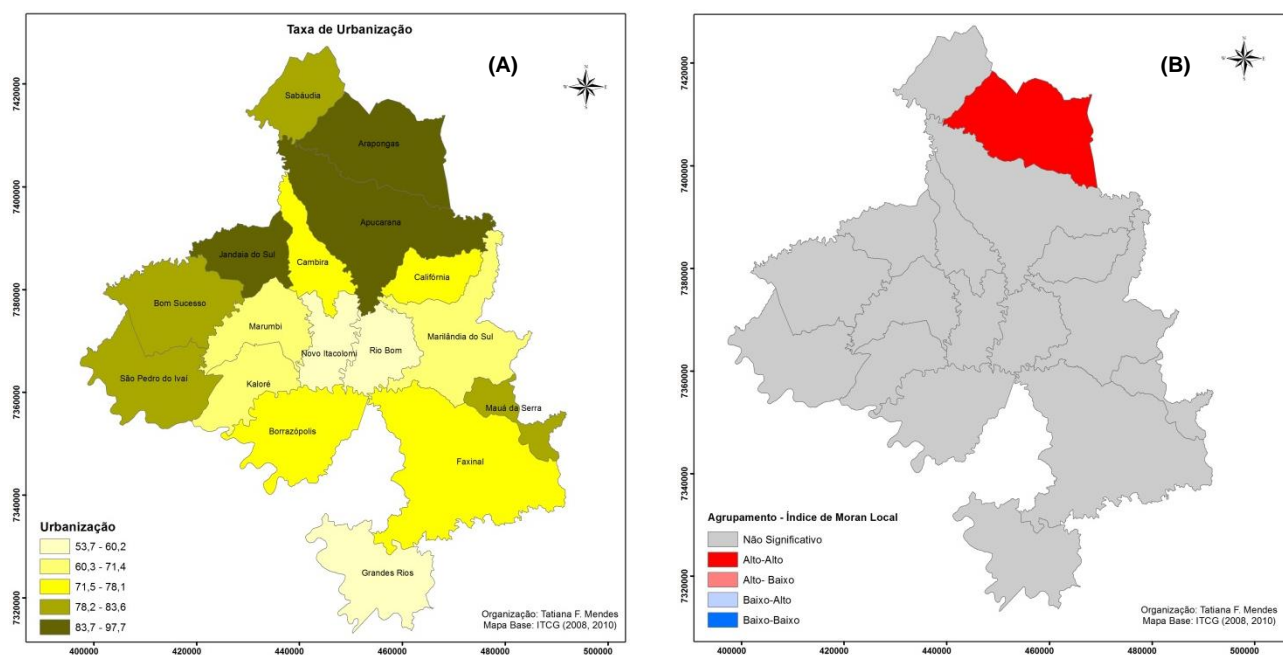 Taxa de Urbanização
(A)
N
7420000
7400000
7380000
7360000
7340000
7320000
Sabáudia
Arapongas
Apucarana
Jandaia do Sul
Cambira
Califórnia
Bom Sucesso
Marumbi
Marilândia do Sul
Novo Itacolomi
Rio Bom
São Pedro do Ivaí
Kaloré
Mauá da Serra
Borrazópolis
Faxinal
Grandes Rios
Urbanização
53,7 - 60,2
60,3 - 71,4
71,5 - 78,1
78,2 - 83,6
83,7 - 97,7
Organização: Tatiana F. Mendes
Mapa Base: ITCG (2008, 2010)
400000 420000 440000 460000 480000 500000
(B)
N
7420000
7400000
7380000
7360000
7340000
7320000
Agrupamento - Índice de Moran Local
Não Significativo
Alto-Alto
Alto- Baixo
Baixo-Alto
Baixo-Baixo
Organização: Tatiana F. Mendes
Mapa Base: ITCG (2008, 2010)
400000 420000 440000 460000 480000 500000